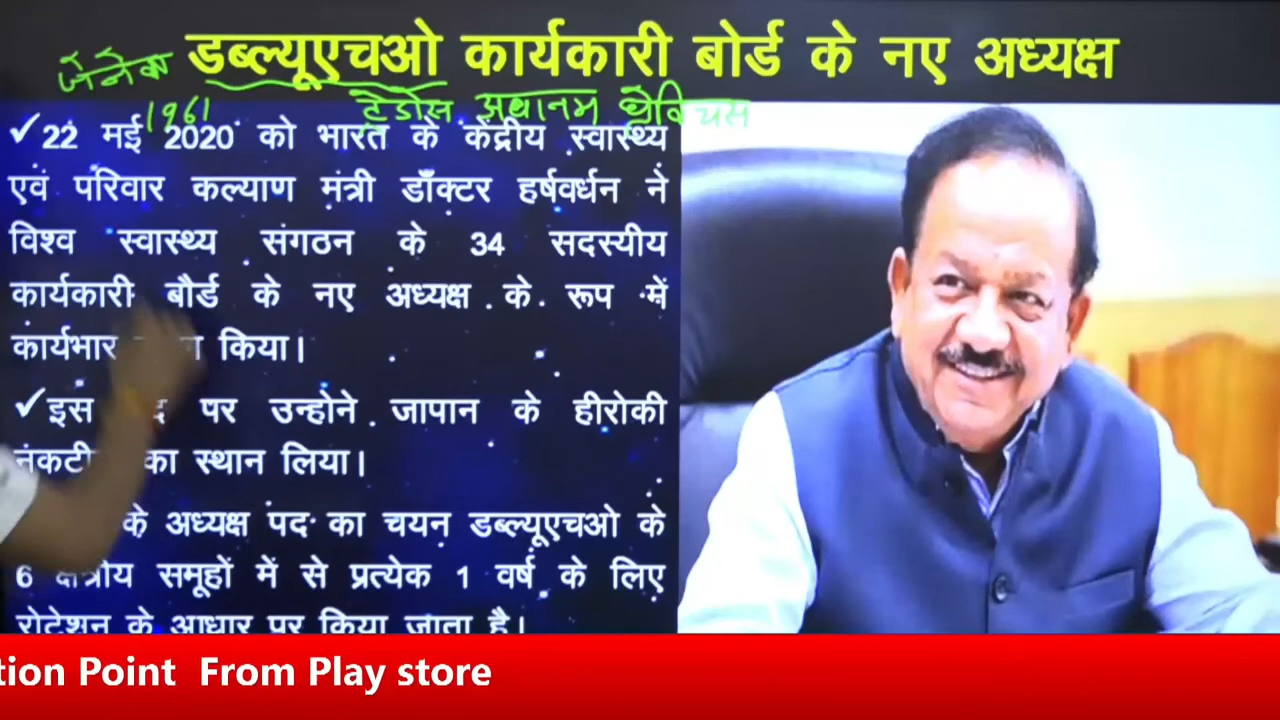 डब्ल्यूएचओ कार्यकारी बोर्ड के नए अध्यक्ष
1961
टेडोस अधानम
22 मई 2020 को भारत के केंद्रीय स्वास्थ्य
एवं परिवार कल्याण मंत्री डॉक्टर हर्षवर्धन ने
विश्व स्वास्थ्य संगठन के 34 सदस्यीय
कार्यकारी बौर्ड के नए अध्यक्ष के रूप में
कार्यभार किया।
इस पर उन्होने जापान के हीरोकी
का स्थान लिया।
के अध्यक्ष पद का चयन डब्ल्यूएचओ के
6 क्षेत्रीय समूहों में से प्रत्येक 1 वर्ष के लिए
रोटेशन के आधार पर किया जाता है।
tion Point From Play store